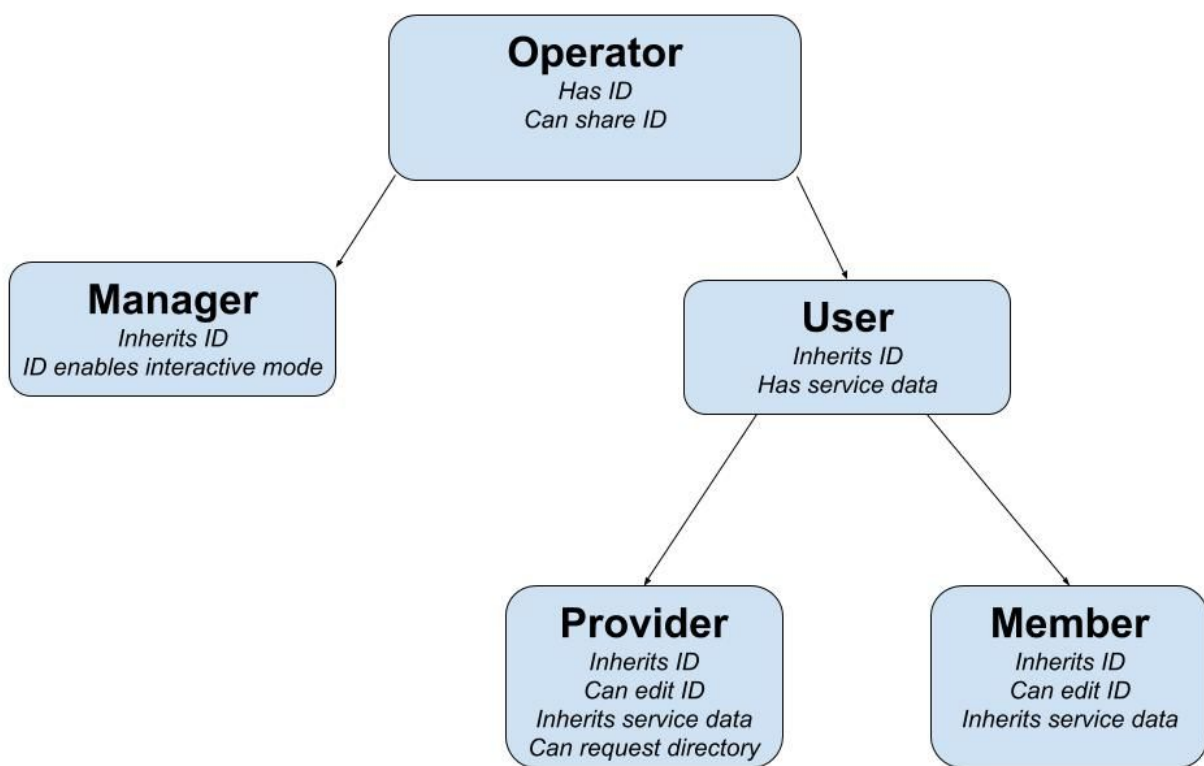 Operator
Has ID
Can share ID
Manager
Inherits ID
ID enables interactive mode
User
Inherits ID
Has service data
Provider
Inherits ID
Can edit ID
Inherits service data
Can request directory
Member
Inherits ID
Can edit ID
Inherits service data